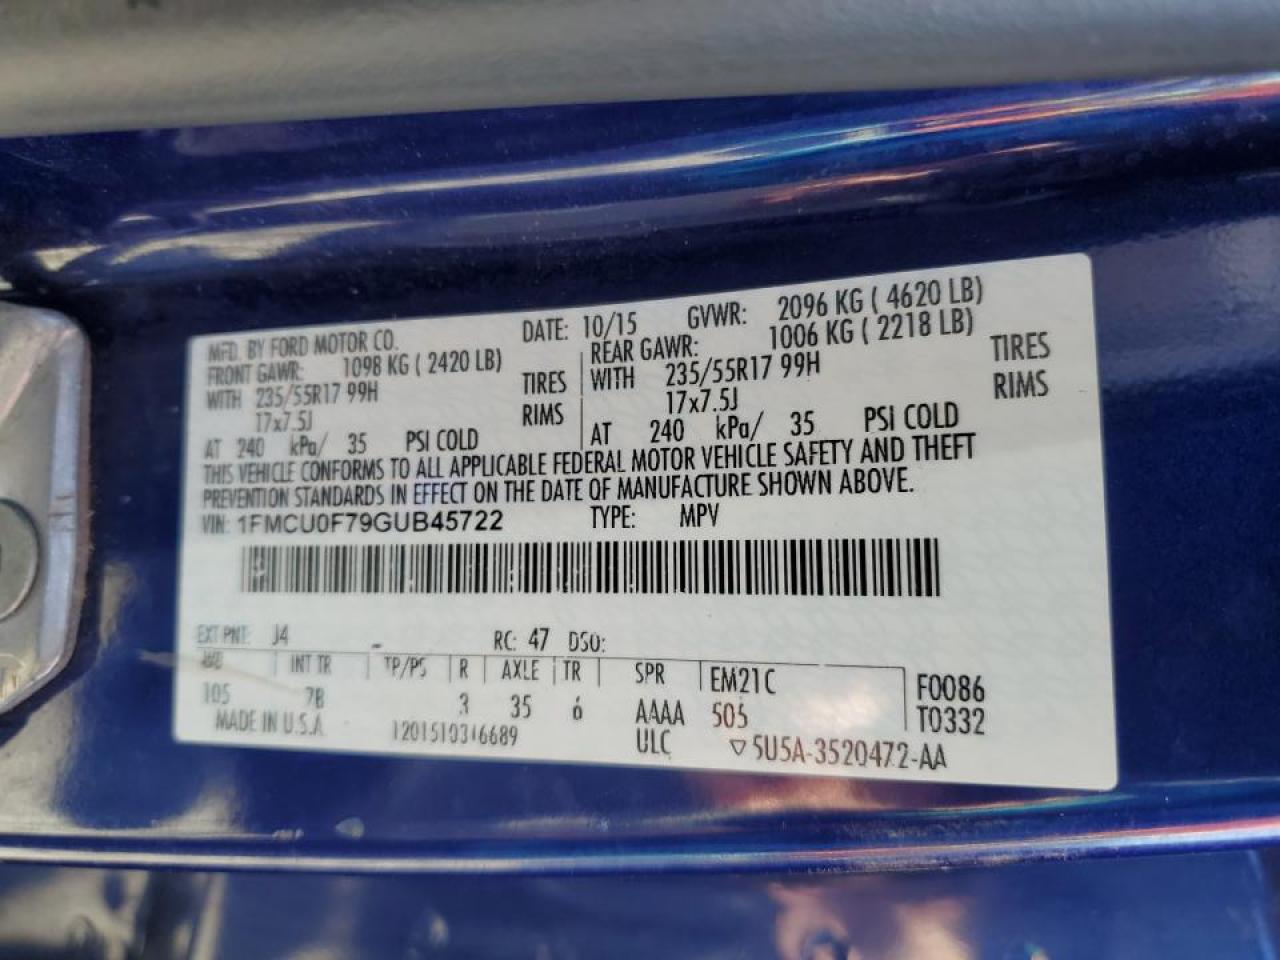 MFD. BY FORD MOTOR CO. DATE: 10/15 GVWR: 2096 KG ( 4620 LB)
FRONT GAWR: 1098 KG ( 2420 LB) REAR GAWR: 1006 KG ( 2218 LB)
WITH 235/55R17 99H TIRES WITH 235/55R17 99H TIRES
17x7.5J RIMS 17x7.5J RIMS
AT 240 kPa/ 35 PSI COLD AT 240 kPa/ 35 PSI COLD
THIS VEHICLE CONFORMS TO ALL APPLICABLE FEDERAL MOTOR VEHICLE SAFETY AND THEFT
PREVENTION STANDARDS IN EFFECT ON THE DATE OF MANUFACTURE SHOWN ABOVE.
VIN: 1FMCU0F79GUB45722 TYPE: MPV
EXT PNT: J4 RC: 47 DSO:
WB INT TR TP/PS R AXLE TR SPR EM21C F0086
105 7B 3 35 6 AAAA 505 T0332
MADE IN U.S.A. ULC ▽5U5A-3520472-AA